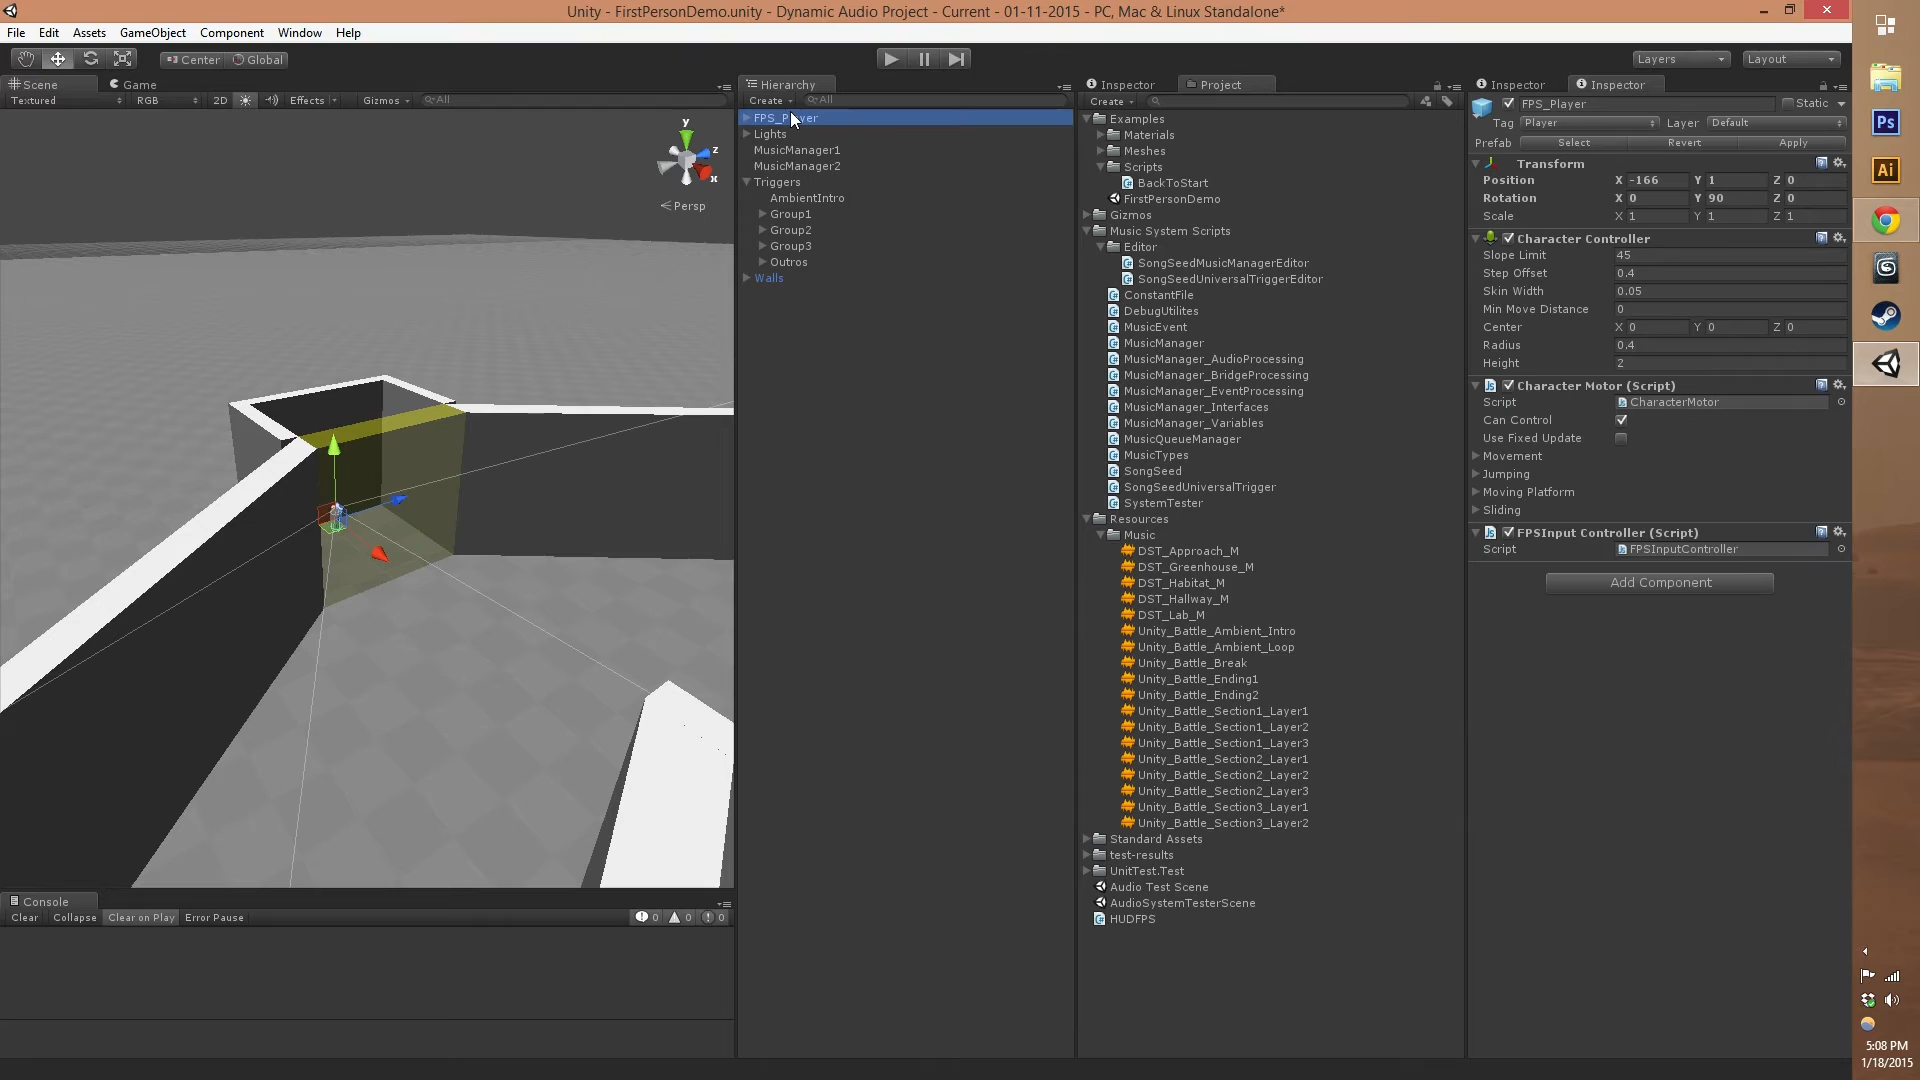 Unity - FirstPersonDemo.unity - Dynamic Audio Project - Current - 01-11-2015 - PC, Mac & Linux Standalone*
File Edit Assets GameObject Component Window Help
Center Global
Layers Layout
Scene Game
Textured RGB 2D Effects Gizmos All
y
z
x
Persp
Console
Clear Collapse Clear on Play Error Pause 0 0 0
Hierarchy
Create All
FPS_Player
Lights
MusicManager1
MusicManager2
Triggers
AmbientIntro
Group1
Group2
Group3
Outros
Walls
Inspector Project
Create
Examples
Materials
Meshes
Scripts
BackToStart
FirstPersonDemo
Gizmos
Music System Scripts
Editor
SongSeedMusicManagerEditor
SongSeedUniversalTriggerEditor
ConstantFile
DebugUtilites
MusicEvent
MusicManager
MusicManager_AudioProcessing
MusicManager_BridgeProcessing
MusicManager_EventProcessing
MusicManager_Interfaces
MusicManager_Variables
MusicQueueManager
MusicTypes
SongSeed
SongSeedUniversalTrigger
SystemTester
Resources
Music
DST_Approach_M
DST_Greenhouse_M
DST_Habitat_M
DST_Hallway_M
DST_Lab_M
Unity_Battle_Ambient_Intro
Unity_Battle_Ambient_Loop
Unity_Battle_Break
Unity_Battle_Ending1
Unity_Battle_Ending2
Unity_Battle_Section1_Layer1
Unity_Battle_Section1_Layer2
Unity_Battle_Section1_Layer3
Unity_Battle_Section2_Layer1
Unity_Battle_Section2_Layer2
Unity_Battle_Section2_Layer3
Unity_Battle_Section3_Layer1
Unity_Battle_Section3_Layer2
Standard Assets
test-results
UnitTest.Test
Audio Test Scene
AudioSystemTesterScene
HUDFPS
Inspector Inspector
FPS_Player Static
Tag Player Layer Default
Prefab Select Revert Apply
Transform
Position X -166 Y 1 Z 0
Rotation X 0 Y 90 Z 0
Scale X 1 Y 1 Z 1
Character Controller
Slope Limit 45
Step Offset 0.4
Skin Width 0.05
Min Move Distance 0
Center X 0 Y 0 Z 0
Radius 0.4
Height 2
Character Motor (Script)
Script CharacterMotor
Can Control
Use Fixed Update
Movement
Jumping
Moving Platform
Sliding
FPSInput Controller (Script)
Script FPSInputController
Add Component
Ps
Ai
5:08 PM
1/18/2015